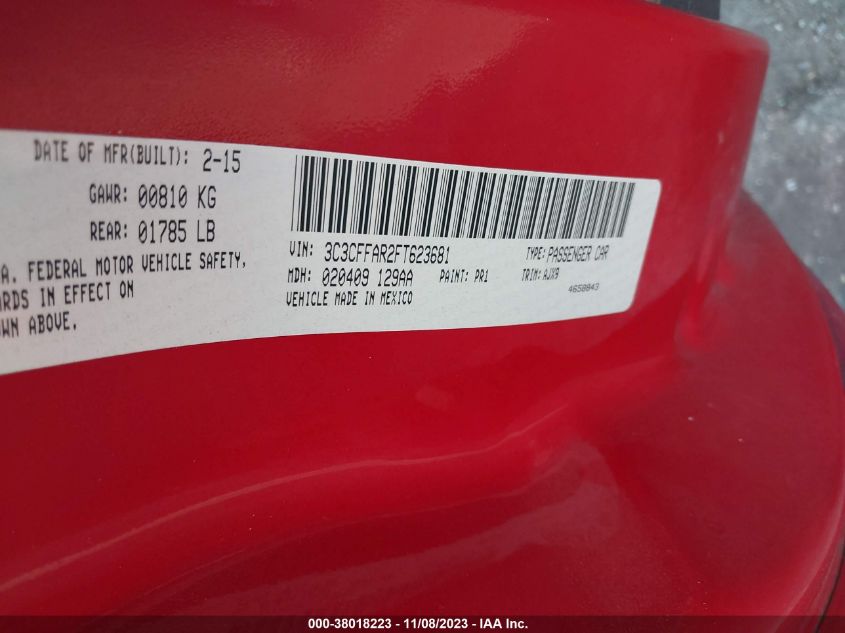 DATE OF MFR(BUILT): 2-15
GAWR: 00810 KG
REAR: 01785 LB
A. FEDERAL MOTOR VEHICLE SAFETY,
ARDS IN EFFECT ON
WN ABOVE.
VIN: 3C3CFFAR2FT623681
TYPE: PASSENGER CAR
MDH: 020409 129AA
PAINT: PR1
TRIM: AJX9
VEHICLE MADE IN MEXICO
4658843
000-38018223 - 11/08/2023 - IAA Inc.